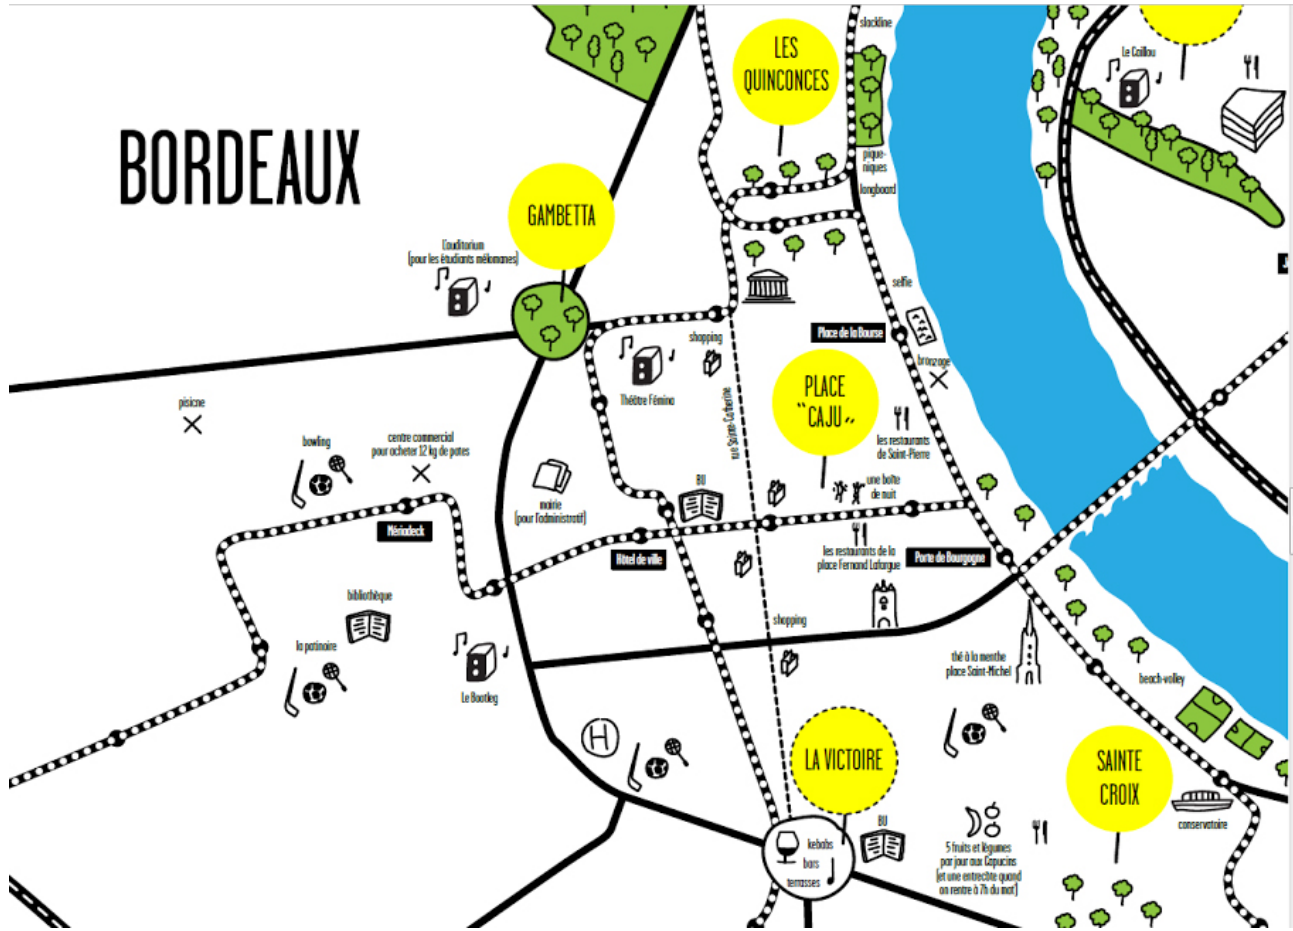 slackline
LES
QUINCONCES
Le Caillou
BORDEAUX
pique-
niques
longboard
GAMBETTA
L'auditorium
(pour les étudiants mélomanes)
selfie
shopping
Place de la Bourse
bronzage
Théâtre Fémina
PLACE
"CAJU"
rue Sainte-Catherine
piscine
bowling
centre commercial
pour acheter 12 kg de pates
les restaurants
de Saint-Pierre
BU
une boîte
de nuit
mairie
(pour l'administratif)
Mériadeck
Hôtel de ville
les restaurants de la
place Fernand Lafargue
Porte de Bourgogne
bibliothèque
shopping
la patinoire
thé à la menthe
place Saint-Michel
beach-volley
Le Bootleg
H
LA VICTOIRE
SAINTE
CROIX
BU
conservatoire
kebabs
bars
terrasses
5 fruits et légumes
par jour aux Capucins
(et une entrecôte quand
on rentre à 7h du mat')